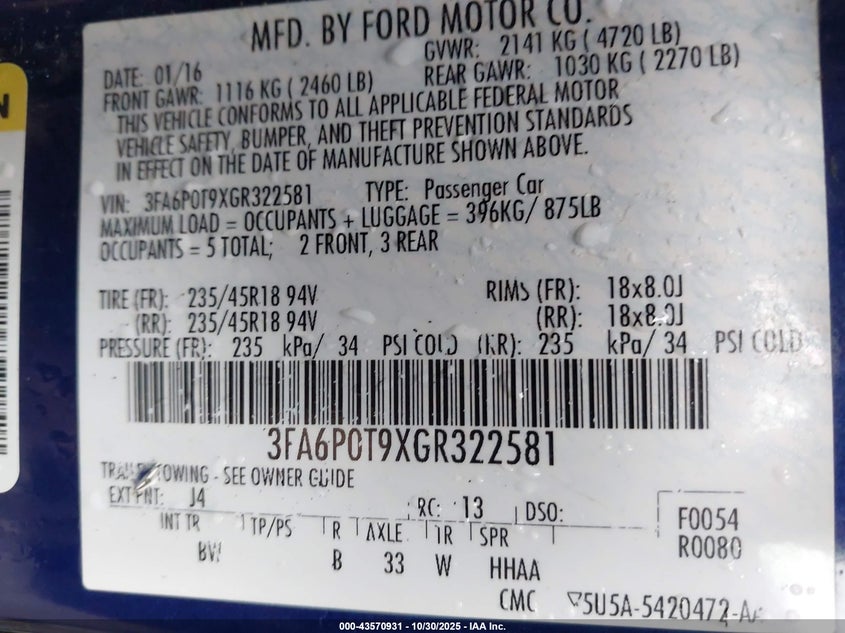 MFD. BY FORD MOTOR CO.
DATE: 01/16 GVWR: 2141 KG ( 4720 LB)
FRONT GAWR: 1116 KG ( 2460 LB) REAR GAWR: 1030 KG ( 2270 LB)
THIS VEHICLE CONFORMS TO ALL APPLICABLE FEDERAL MOTOR
VEHICLE SAFETY, BUMPER, AND THEFT PREVENTION STANDARDS
IN EFFECT ON THE DATE OF MANUFACTURE SHOWN ABOVE.
VIN: 3FA6P0T9XGR322581 TYPE: Passenger Car
MAXIMUM LOAD = OCCUPANTS + LUGGAGE = 396KG/ 875LB
OCCUPANTS = 5 TOTAL; 2 FRONT, 3 REAR
TIRE (FR): 235/45R18 94V RIMS (FR): 18x8.0J
(RR): 235/45R18 94V (RR): 18x8.0J
PRESSURE (FR): 235 kPa/ 34 PSI COLD (RR): 235 kPa/ 34 PSI COLD
3FA6P0T9XGR322581
TRAILER TOWING - SEE OWNER GUIDE
EXT PNT: J4 RC: 13 DSO: F0054
INT TR TP/PS R AXLE TR SPR R0080
BW B 33 W HHAA
CMC 5U5A-5420472-A
000-43570931 - 10/30/2025 - IAA Inc.